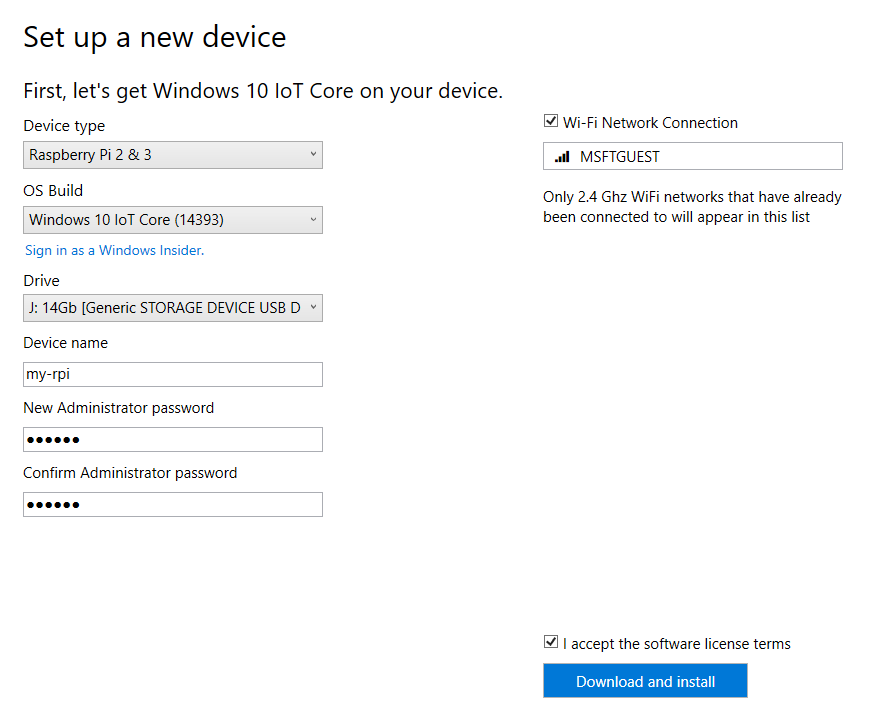 Set up a new device
First, let's get Windows 10 IoT Core on your device.
Device type
Raspberry Pi 2 & 3
OS Build
Windows 10 IoT Core (14393)
Sign in as a Windows Insider.
Drive
J: 14Gb [Generic STORAGE DEVICE USB D
Device name
my-rpi
New Administrator password
●●●●●●
Confirm Administrator password
●●●●●●
Wi-Fi Network Connection
MSFTGUEST
Only 2.4 Ghz WiFi networks that have already
been connected to will appear in this list
I accept the software license terms
Download and install